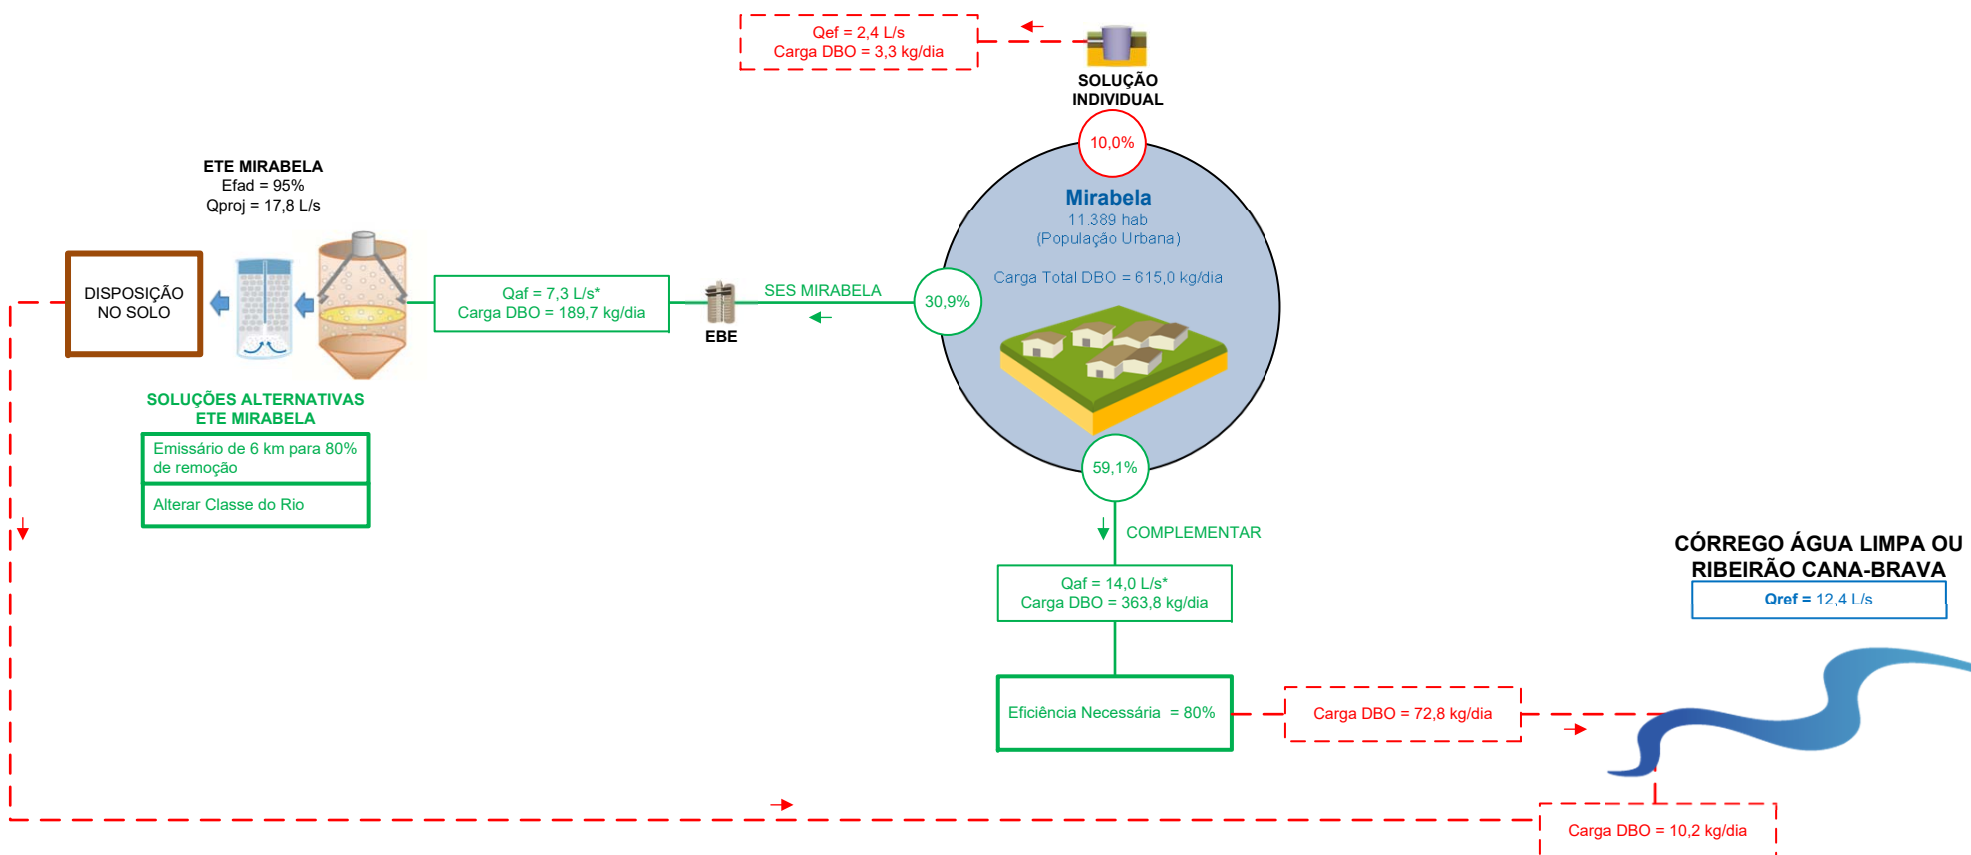 Qef = 2,4 L/s
Carga DBO = 3,3 kg/dia
SOLUÇÃO
INDIVIDUAL
10,0%
ETE MIRABELA
Efad = 95%
Qproj = 17,8 L/s
Mirabela
11.389 hab
(População Urbana)
Carga Total DBO = 615,0 kg/dia
DISPOSIÇÃO
NO SOLO
Qaf = 7,3 L/s*
Carga DBO = 189,7 kg/dia
EBE
SES MIRABELA
30,9%
SOLUÇÕES ALTERNATIVAS
ETE MIRABELA
Emissário de 6 km para 80%
de remoção
Alterar Classe do Rio
59,1%
COMPLEMENTAR
Qaf = 14,0 L/s*
Carga DBO = 363,8 kg/dia
CÓRREGO ÁGUA LIMPA OU
RIBEIRÃO CANA-BRAVA
Qref = 12,4 L/s
Eficiência Necessária = 80%
Carga DBO = 72,8 kg/dia
Carga DBO = 10,2 kg/dia